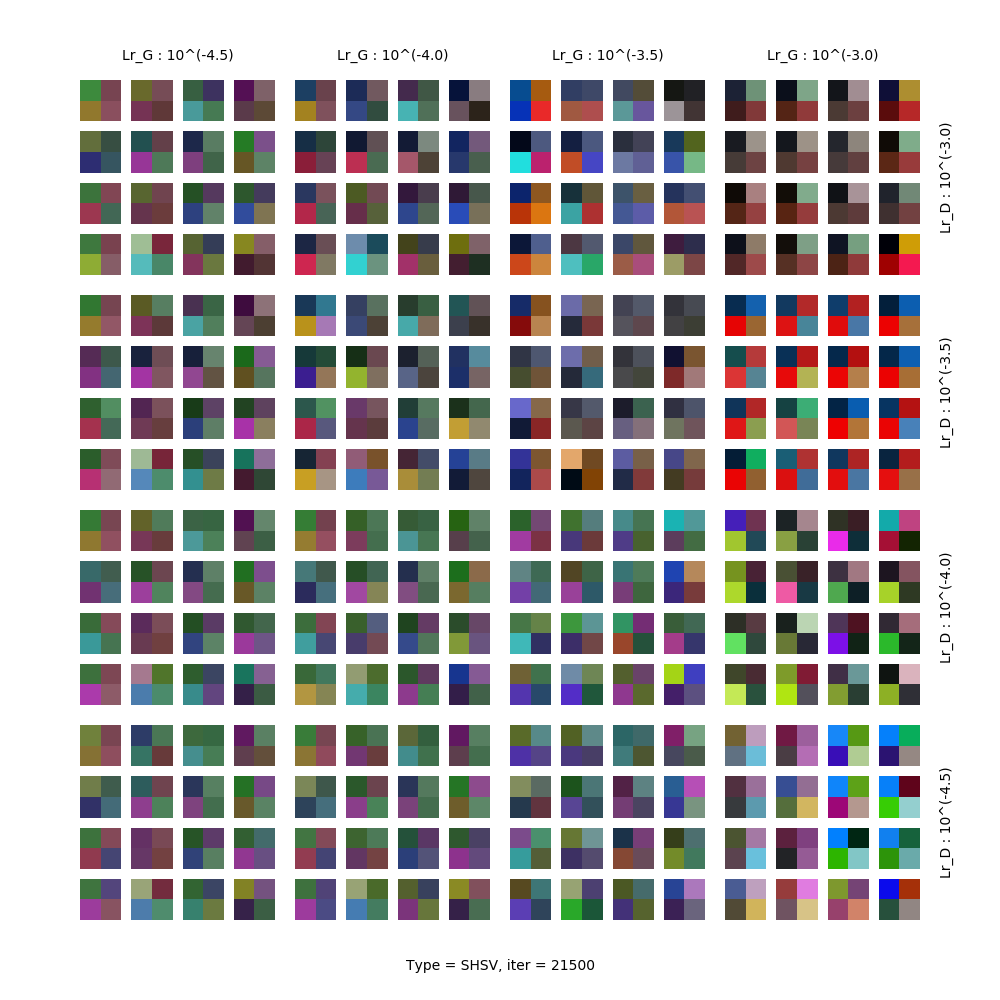 Lr_G : 10^(-4.5)
Lr_G : 10^(-4.0)
Lr_G : 10^(-3.5)
Lr_G : 10^(-3.0)
Lr_D : 10^(-3.0)
Lr_D : 10^(-3.5)
Lr_D : 10^(-4.0)
Lr_D : 10^(-4.5)
Type = SHSV, iter = 21500